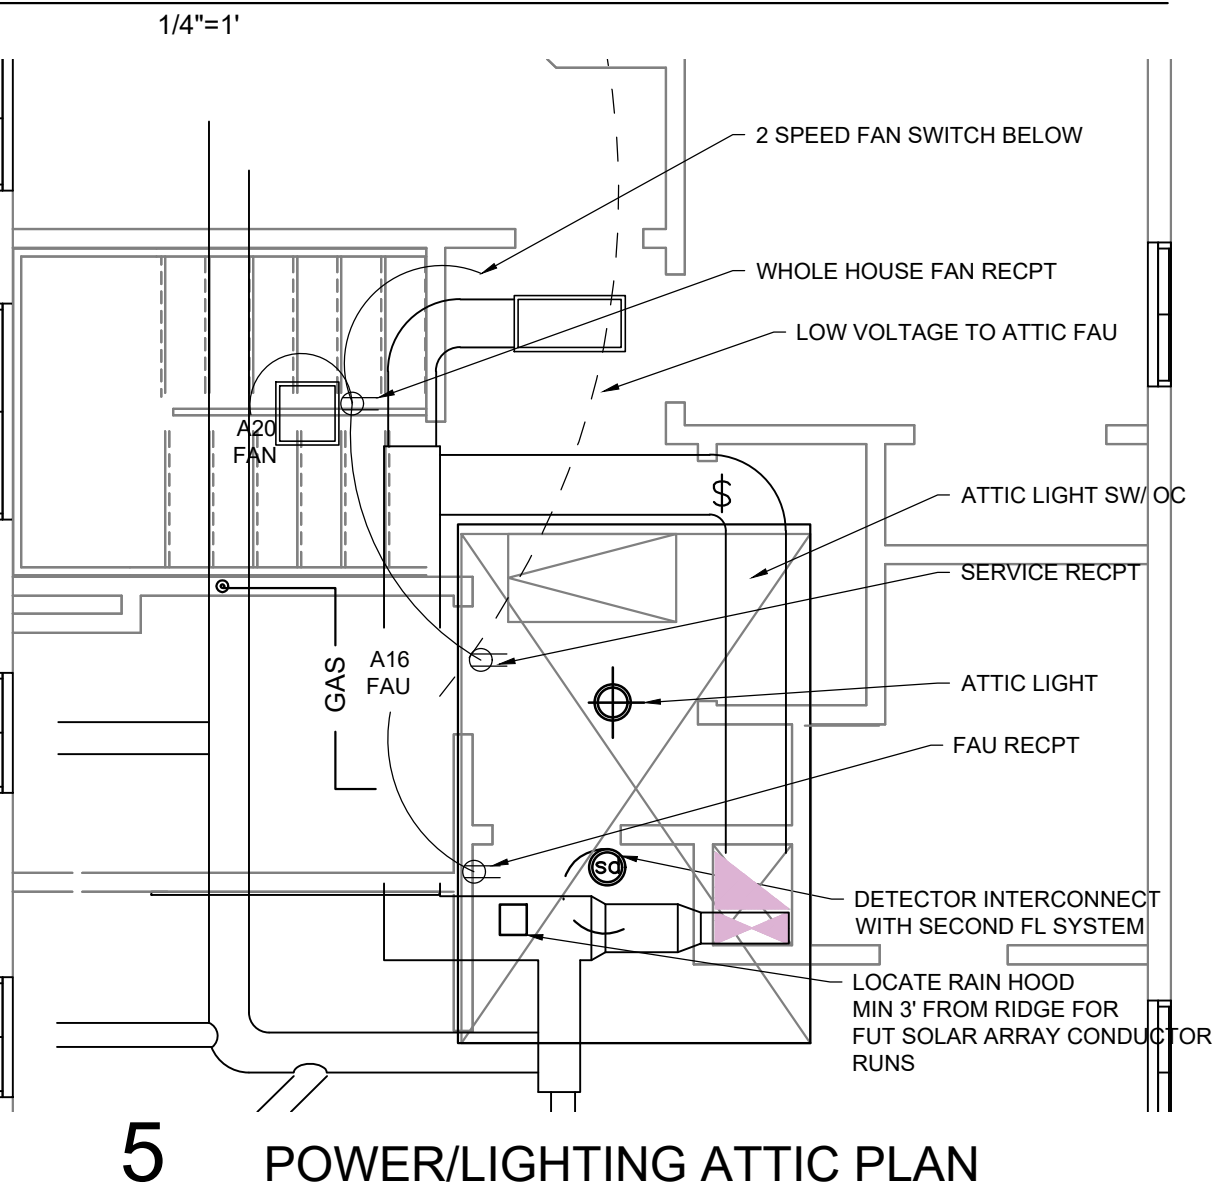 1/4"=1'
2 SPEED FAN SWITCH BELOW
WHOLE HOUSE FAN RECPT
LOW VOLTAGE TO ATTIC FAU
A20
FAN
$
ATTIC LIGHT SW/ OC
SERVICE RECPT
GAS
A16
FAU
ATTIC LIGHT
FAU RECPT
sd
DETECTOR INTERCONNECT
WITH SECOND FL SYSTEM
LOCATE RAIN HOOD
MIN 3' FROM RIDGE FOR
FUT SOLAR ARRAY CONDUCTOR
RUNS
5 POWER/LIGHTING ATTIC PLAN